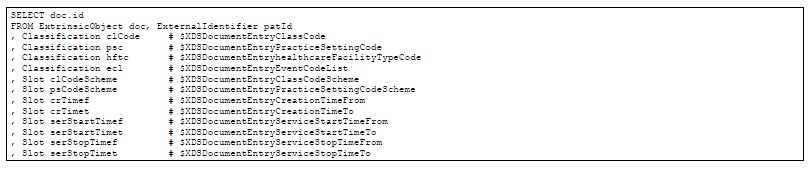 SELECT doc.id
FROM ExtrinsicObject doc, ExternalIdentifier patId
, Classification clCode # $XDSDocumentEntryClassCode
, Classification psc # $XDSDocumentEntryPracticeSettingCode
, Classification hftc # $XDSDocumentEntryhealthcareFacilityTypeCode
, Classification ecl # $XDSDocumentEntryEventCodeList
, Slot clCodeScheme # $XDSDocumentEntryClassCodeScheme
, Slot psCodeScheme # $XDSDocumentEntryPracticeSettingCodeScheme
, Slot crTimef # $XDSDocumentEntryCreationTimeFrom
, Slot crTimet # $XDSDocumentEntryCreationTimeTo
, Slot serStartTimef # $XDSDocumentEntryServiceStartTimeFrom
, Slot serStartTimet # $XDSDocumentEntryServiceStartTimeTo
, Slot serStopTimef # $XDSDocumentEntryServiceStopTimeFrom
, Slot serStopTimet # $XDSDocumentEntryServiceStopTimeTo